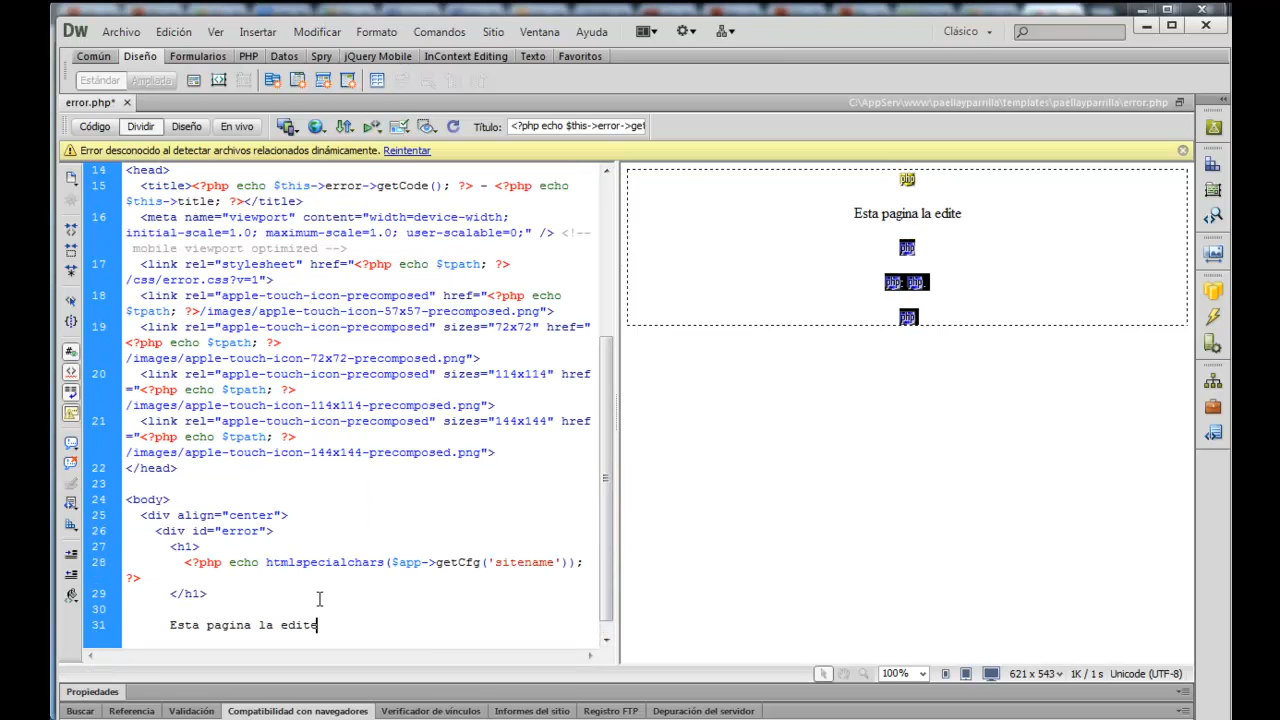 Dw Archivo Edición Ver Insertar Modificar Formato Comandos Sitio Ventana Ayuda Clásico
Común Diseño Formularios PHP Datos Spry jQuery Mobile InContext Editing Texto Favoritos
Estándar Ampliada
error.php* C:\AppServ\www\paellayparrilla\templates\paellayparrilla\error.php
Código Dividir Diseño En vivo Título: <?php echo $this->error->get
Error desconocido al detectar archivos relacionados dinámicamente. Reintentar
14 <head>
15 <title><?php echo $this->error->getCode(); ?> - <?php echo
$this->title; ?></title>
16 <meta name="viewport" content="width=device-width;
initial-scale=1.0; maximum-scale=1.0; user-scalable=0;" /> <!--
mobile viewport optimized -->
17 <link rel="stylesheet" href="<?php echo $tpath; ?>
/css/error.css?v=1">
18 <link rel="apple-touch-icon-precomposed" href="<?php echo
$tpath; ?>/images/apple-touch-icon-57x57-precomposed.png">
19 <link rel="apple-touch-icon-precomposed" sizes="72x72" href="
<?php echo $tpath; ?>
/images/apple-touch-icon-72x72-precomposed.png">
20 <link rel="apple-touch-icon-precomposed" sizes="114x114" href
="<?php echo $tpath; ?>
/images/apple-touch-icon-114x114-precomposed.png">
21 <link rel="apple-touch-icon-precomposed" sizes="144x144" href
="<?php echo $tpath; ?>
/images/apple-touch-icon-144x144-precomposed.png">
22 </head>
23
24 <body>
25 <div align="center">
26 <div id="error">
27 <h1>
28 <?php echo htmlspecialchars($app->getCfg('sitename'));
?>
29 </h1>
30
31 Esta pagina la edite
php
Esta pagina la edite
php
php: php.
php
100% 621 x 543 1K / 1 s Unicode (UTF-8)
Propiedades
Buscar Referencia Validación Compatibilidad con navegadores Verificador de vínculos Informes del sitio Registro FTP Depuración del servidor